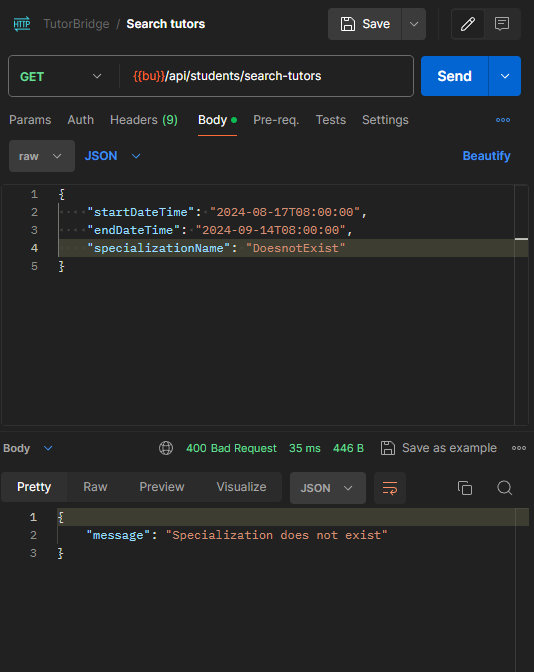 HTTP TutorBridge / Search tutors Save
GET {{bu}}/api/students/search-tutors Send
Params Auth Headers (9) Body Pre-req. Tests Settings
raw JSON Beautify
1 {
2 "startDateTime": "2024-08-17T08:00:00",
3 "endDateTime": "2024-09-14T08:00:00",
4 "specializationName": "DoesnotExist"
5 }
Body 400 Bad Request 35 ms 446 B Save as example
Pretty Raw Preview Visualize JSON
1 {
2 "message": "Specialization does not exist"
3 }